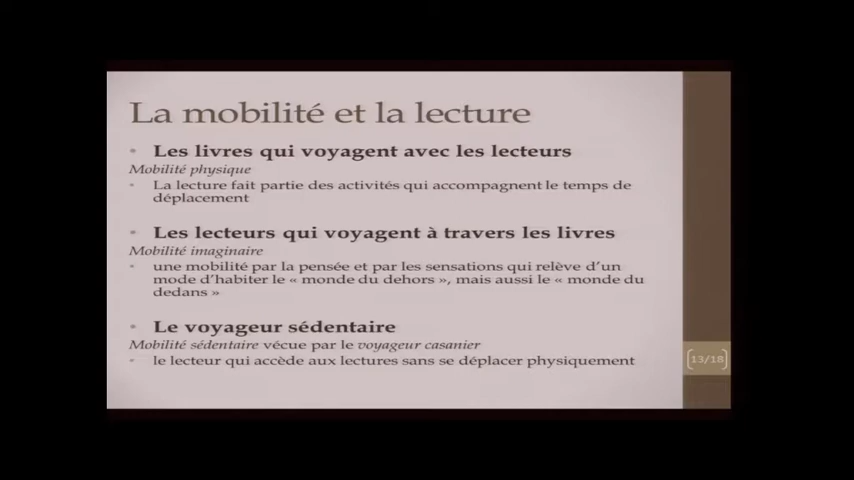 La mobilité et la lecture
• Les livres qui voyagent avec les lecteurs
Mobilité physique
• La lecture fait partie des activités qui accompagnent le temps de
déplacement
• Les lecteurs qui voyagent à travers les livres
Mobilité imaginaire
• une mobilité par la pensée et par les sensations qui relève d'un
mode d'habiter le « monde du dehors », mais aussi le « monde du
dedans »
• Le voyageur sédentaire
Mobilité sédentaire vécue par le voyageur casanier
• le lecteur qui accède aux lectures sans se déplacer physiquement
13/18